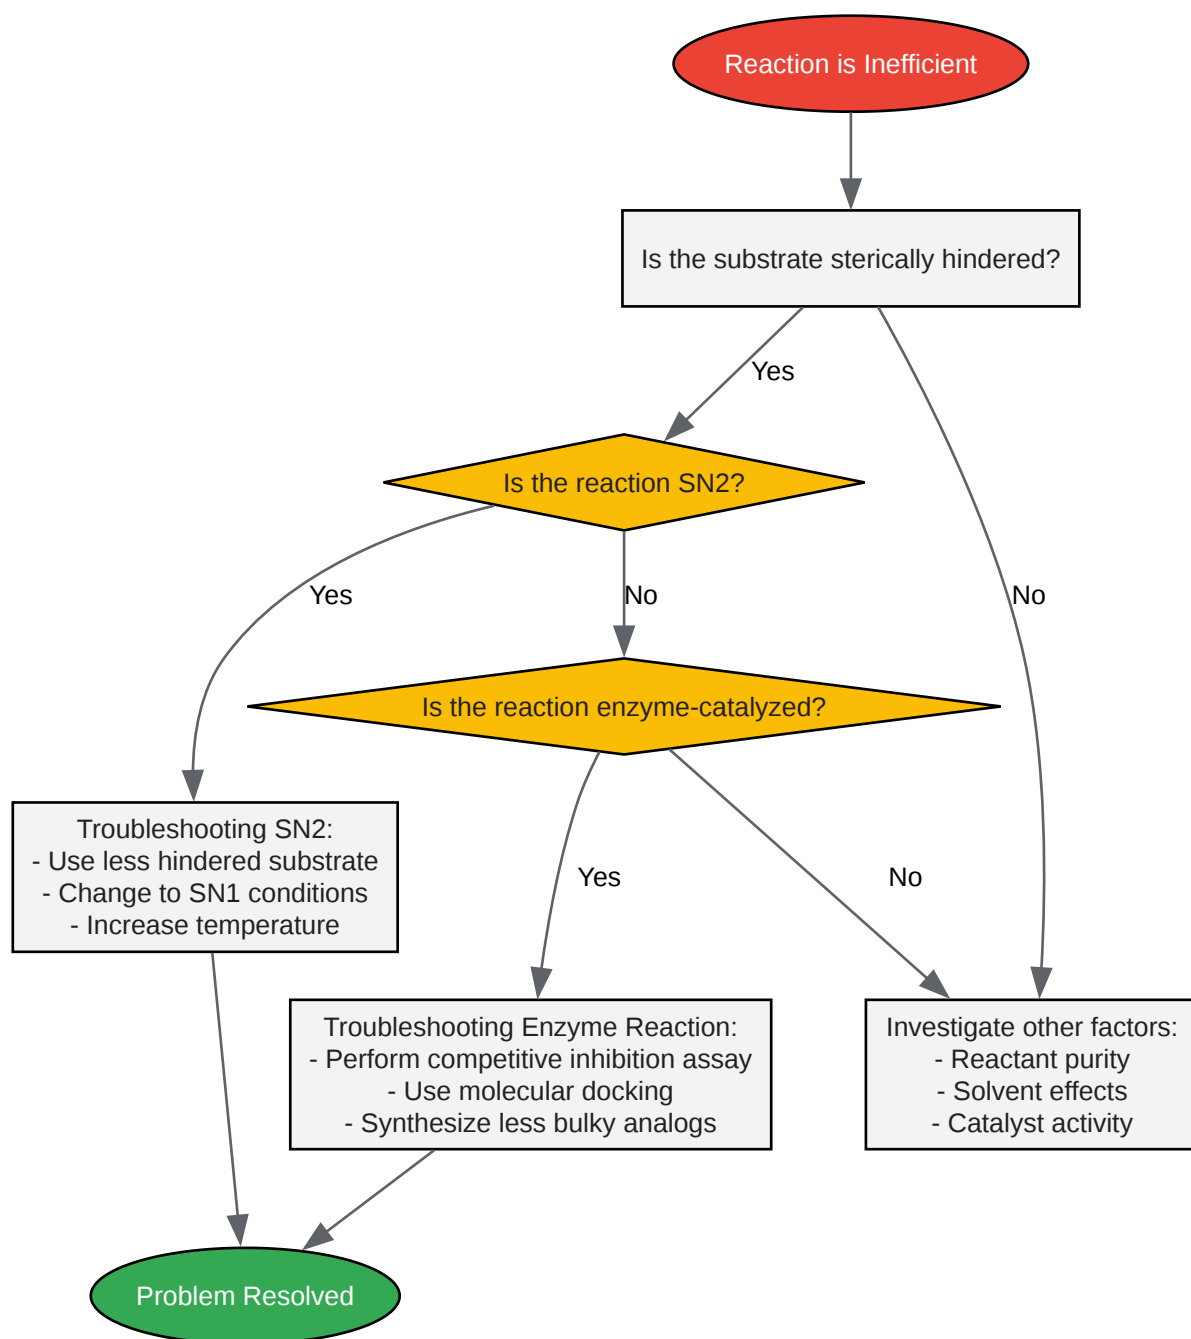 Reaction is Inefficient
Is the substrate sterically hindered?
Yes
Is the reaction SN2?
Yes
No
No
Is the reaction enzyme-catalyzed?
Troubleshooting SN2:
- Use less hindered substrate
- Change to SN1 conditions
- Increase temperature
Yes
No
Troubleshooting Enzyme Reaction:
- Perform competitive inhibition assay
- Use molecular docking
- Synthesize less bulky analogs
Investigate other factors:
- Reactant purity
- Solvent effects
- Catalyst activity
Problem Resolved